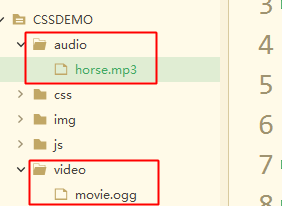 CSSDEMO
audio
horse.mp3
css
img
js
video
movie.ogg
3
4
5
6
7
8